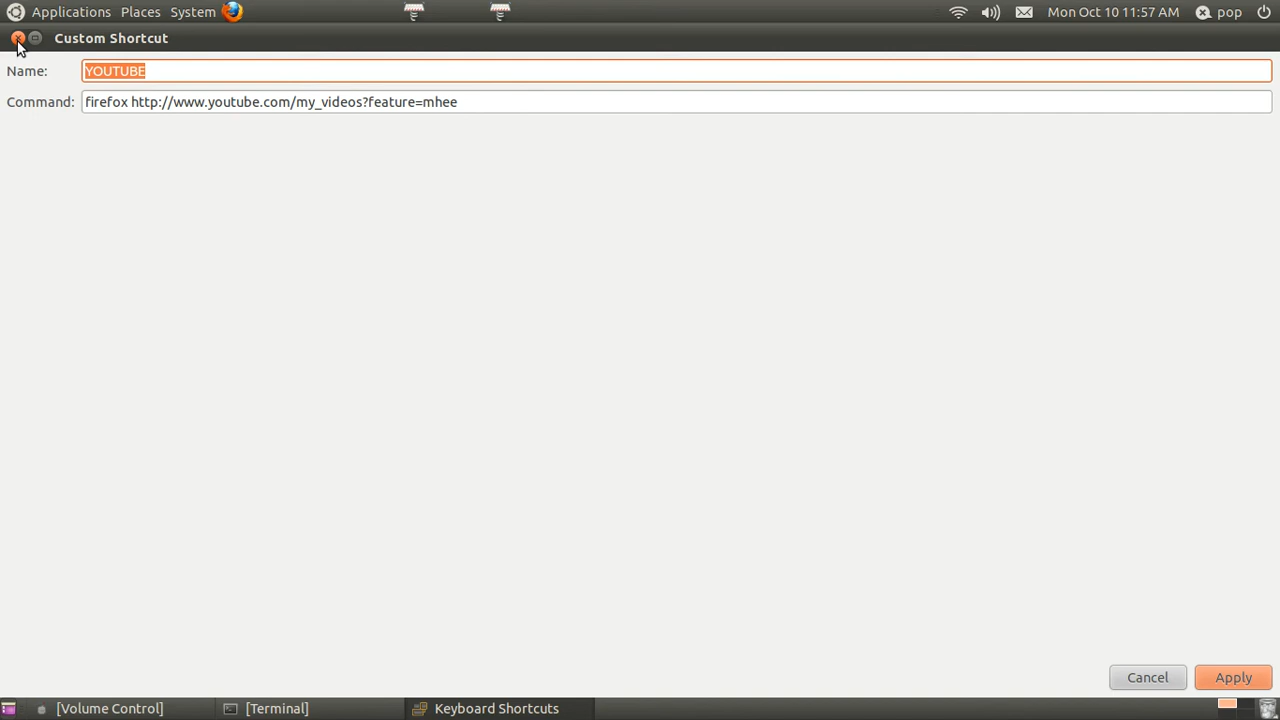 Applications Places System Mon Oct 10 11:57 AM pop
Custom Shortcut
Name: YOUTUBE
Command: firefox http://www.youtube.com/my_videos?feature=mhee
Cancel Apply
[Volume Control] [Terminal] Keyboard Shortcuts